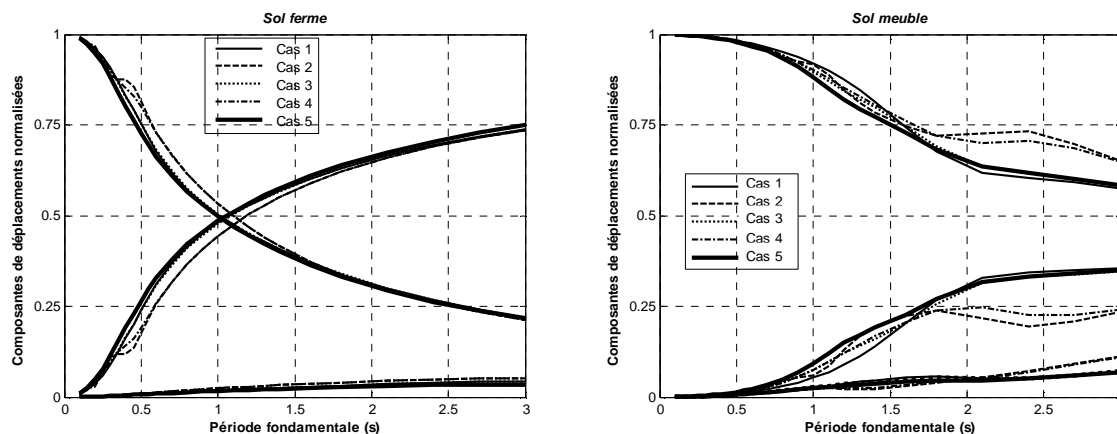 Sol ferme
Composantes de déplacements normalisées
1
0.75
0.5
0.25
0
Cas 1
Cas 2
Cas 3
Cas 4
Cas 5
0
0.5
1
1.5
2
2.5
3
Période fondamentale (s)
Sol meuble
Composantes de déplacements normalisées
1
0.75
0.5
0.25
0
Cas 1
Cas 2
Cas 3
Cas 4
Cas 5
0
0.5
1
1.5
2
2.5
Période fondamentale (s)